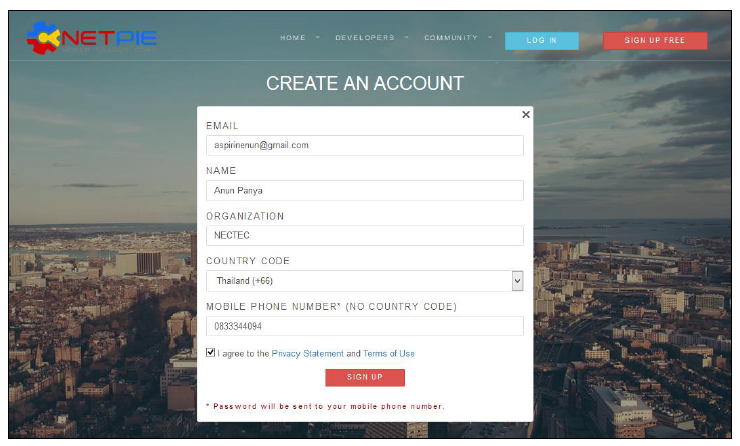 NETPIE
HOME DEVELOPERS COMMUNITY LOG IN SIGN UP FREE
CREATE AN ACCOUNT
×
EMAIL
aspirinenun@gmail.com
NAME
Anun Panya
ORGANIZATION
NECTEC
COUNTRY CODE
Thailand (+66)
MOBILE PHONE NUMBER* (NO COUNTRY CODE)
0833344094
I agree to the Privacy Statement and Terms of Use
SIGN UP
* Password will be sent to your mobile phone number.